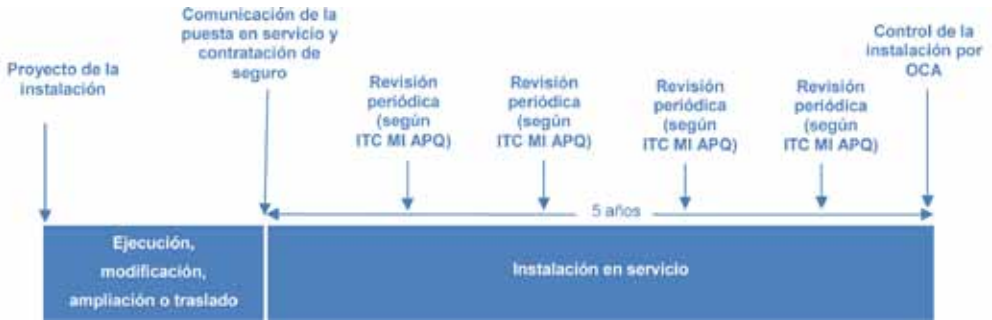 Proyecto de la
instalación
Comunicación de la
puesta en servicio y
contratación de
seguro
Revisión
periódica
(según
ITC MI APQ)
Revisión
periódica
(según
ITC MI APQ)
Revisión
periódica
(según
ITC MI APQ)
Revisión
periódica
(según
ITC MI APQ)
Control de la
instalación por
OCA
5 años
Ejecución,
modificación,
ampliación o traslado
Instalación en servicio